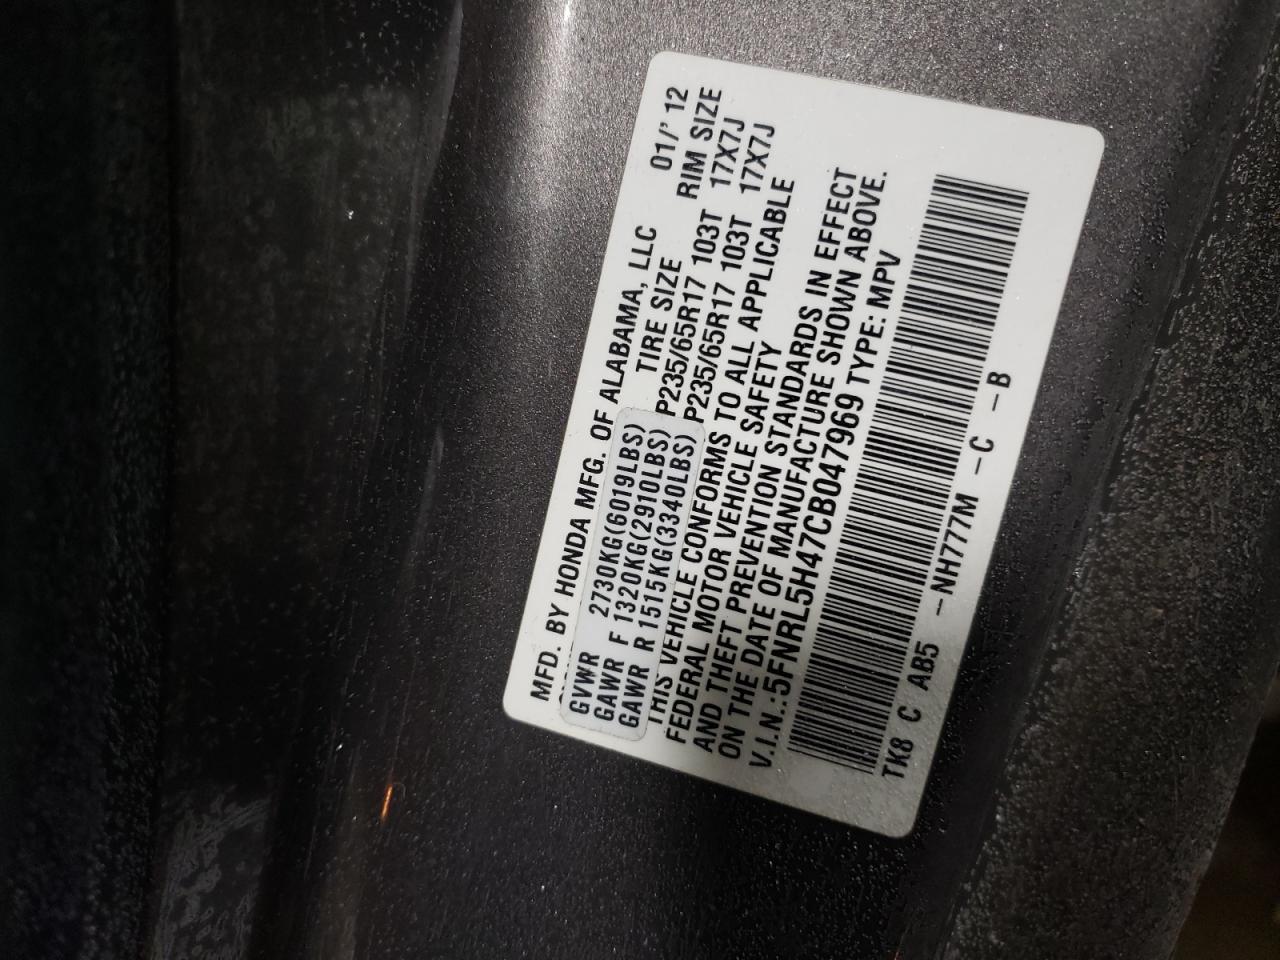 MFD. BY HONDA MFG. OF ALABAMA, LLC 01/' 12
TIRE SIZE RIM SIZE
GVWR 2730KG(6019LBS)
GAWR F 1320KG(2910LBS) P235/65R17 103T 17X7J
GAWR R 1515KG(3340LBS) P235/65R17 103T 17X7J
THIS VEHICLE CONFORMS TO ALL APPLICABLE
FEDERAL MOTOR VEHICLE SAFETY
AND THEFT PREVENTION STANDARDS IN EFFECT
ON THE DATE OF MANUFACTURE SHOWN ABOVE.
V.I.N.:5FNRL5H47CB047969 TYPE: MPV
TK8 C AB5 -NH777M -C -B